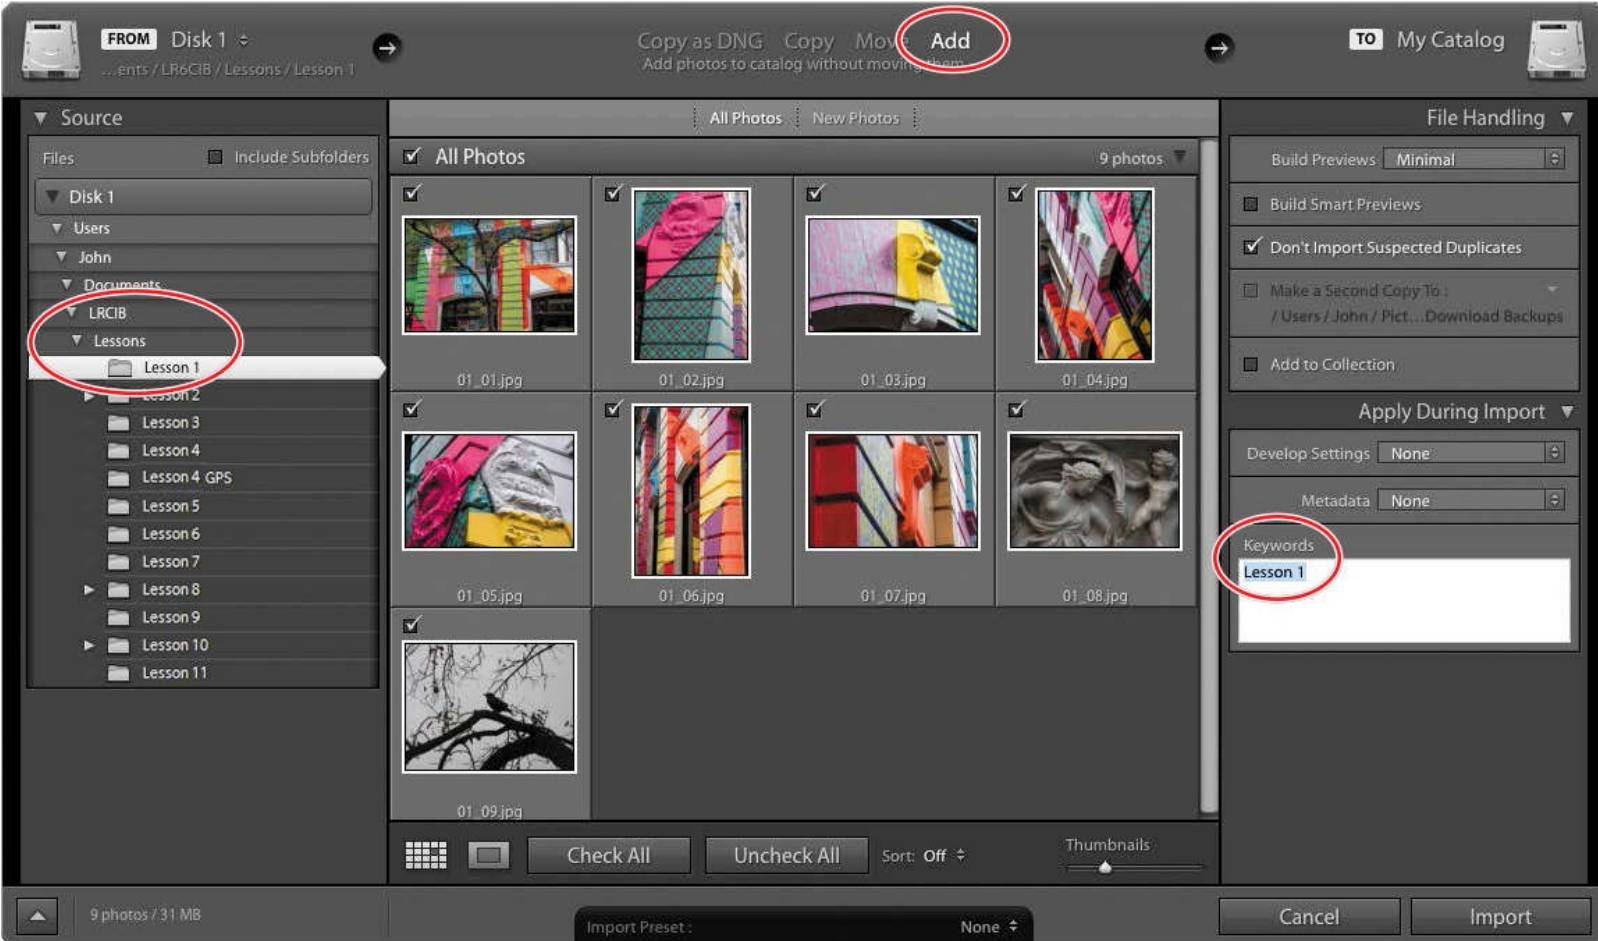 FROM Disk 1
...ents / LR6CIB / Lessons / Lesson 1
Copy as DNG Copy Move Add
Add photos to catalog without moving them
TO My Catalog
Source
Files Include Subfolders
Disk 1
Users
John
Documents
LRCIB
Lessons
Lesson 1
Lesson 2
Lesson 3
Lesson 4
Lesson 4 GPS
Lesson 5
Lesson 6
Lesson 7
Lesson 8
Lesson 9
Lesson 10
Lesson 11
All Photos New Photos
All Photos 9 photos
01_01.jpg 01_02.jpg 01_03.jpg 01_04.jpg
01_05.jpg 01_06.jpg 01_07.jpg 01_08.jpg
01_09.jpg
Check All Uncheck All Sort: Off Thumbnails
File Handling
Build Previews Minimal
Build Smart Previews
Don't Import Suspected Duplicates
Make a Second Copy To :
/ Users / John / Pict...Download Backups
Add to Collection
Apply During Import
Develop Settings None
Metadata None
Keywords
Lesson 1
9 photos / 31 MB
Import Preset : None
Cancel Import